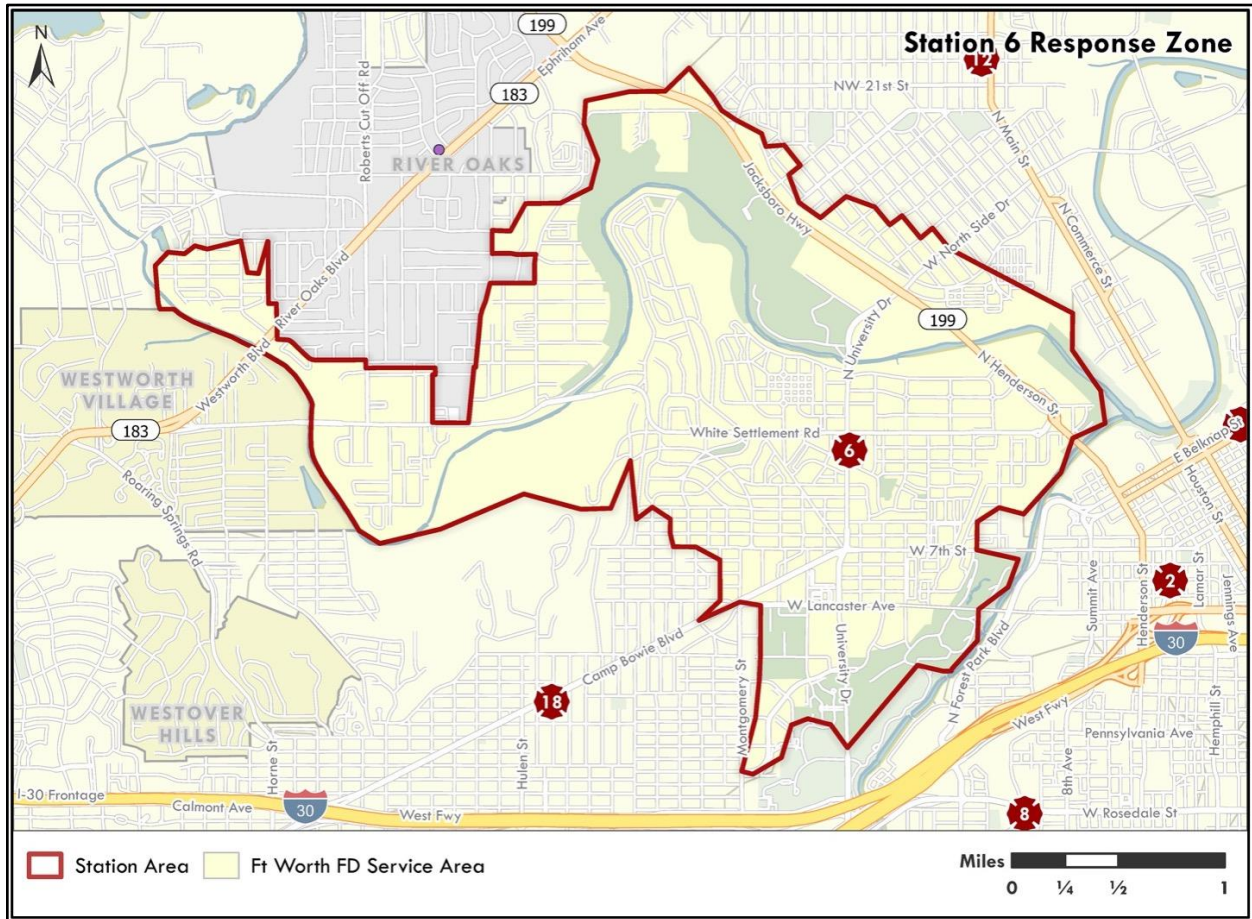 N
199
Ephriham Ave
Station 6 Response Zone
12
Roberts Cut Off Rd
183
NW 21st St
RIVER OAKS
N Main St
Jacksboro Hwy
N Commerce St
W North Side Dr
River Oaks Blvd
N University Dr
199
Westworth Blvd
WESTWORTH
VILLAGE
N Henderson St.
183
White Settlement Rd
6
E Belknap St
Houston St
Roaring Springs Rd
W 7th St
2
Summit Ave
Henderson St
Lamar St
Jennings Ave
W Lancaster Ave
30
Camp Bowie Blvd
University Dr
N Forest Park Blvd
18
Montgomery St
West Fwy
WESTOVER
HILLS
Horne St
Hulen St
Pennsylvania Ave
Hemphill St
8th Ave
I-30 Frontage
Calmont Ave
30
West Fwy
8
W Rosedale St
Station Area
Ft Worth FD Service Area
Miles
0 ¼ ½ 1